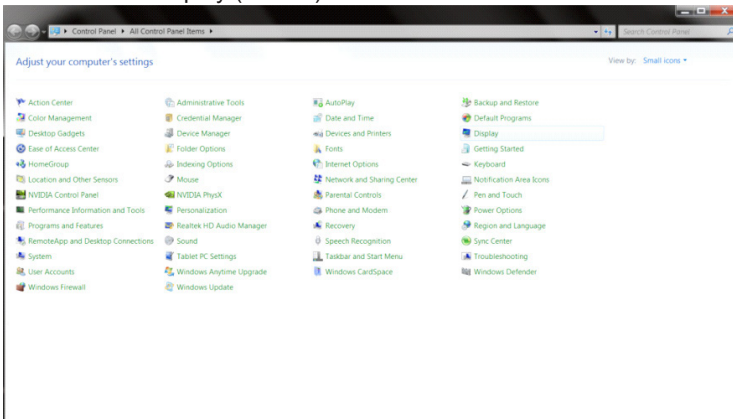 Control Panel ▸ All Control Panel Items ▸ Search Control Panel
Adjust your computer's settings View by: Small icons
Action Center Administrative Tools AutoPlay Backup and Restore
Color Management Credential Manager Date and Time Default Programs
Desktop Gadgets Device Manager Devices and Printers Display
Ease of Access Center Folder Options Fonts Getting Started
HomeGroup Indexing Options Internet Options Keyboard
Location and Other Sensors Mouse Network and Sharing Center Notification Area Icons
NVIDIA Control Panel NVIDIA PhysX Parental Controls Pen and Touch
Performance Information and Tools Personalization Phone and Modem Power Options
Programs and Features Realtek HD Audio Manager Recovery Region and Language
RemoteApp and Desktop Connections Sound Speech Recognition Sync Center
System Tablet PC Settings Taskbar and Start Menu Troubleshooting
User Accounts Windows Anytime Upgrade Windows CardSpace Windows Defender
Windows Firewall Windows Update